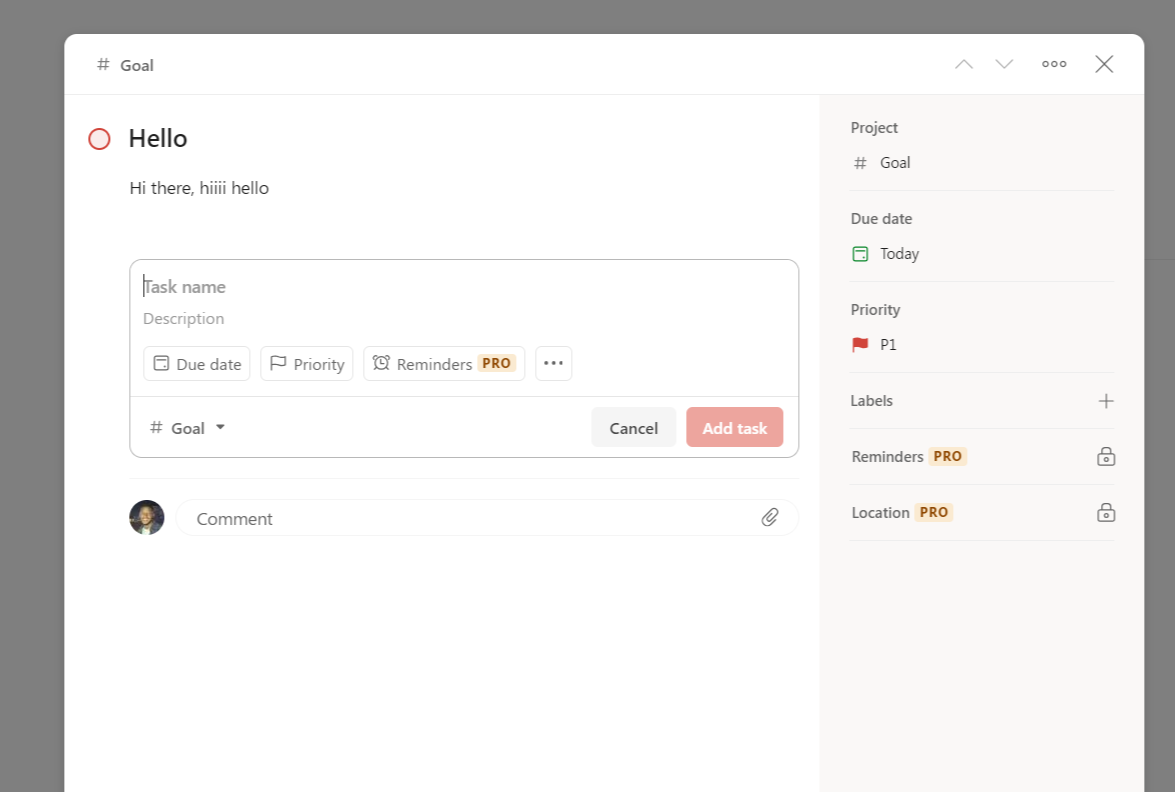 # Goal
Hello
Hi there, hiiii hello
Task name
Description
Due date Priority Reminders PRO
# Goal Cancel Add task
Comment
Project
# Goal
Due date
Today
Priority
P1
Labels
Reminders PRO
Location PRO